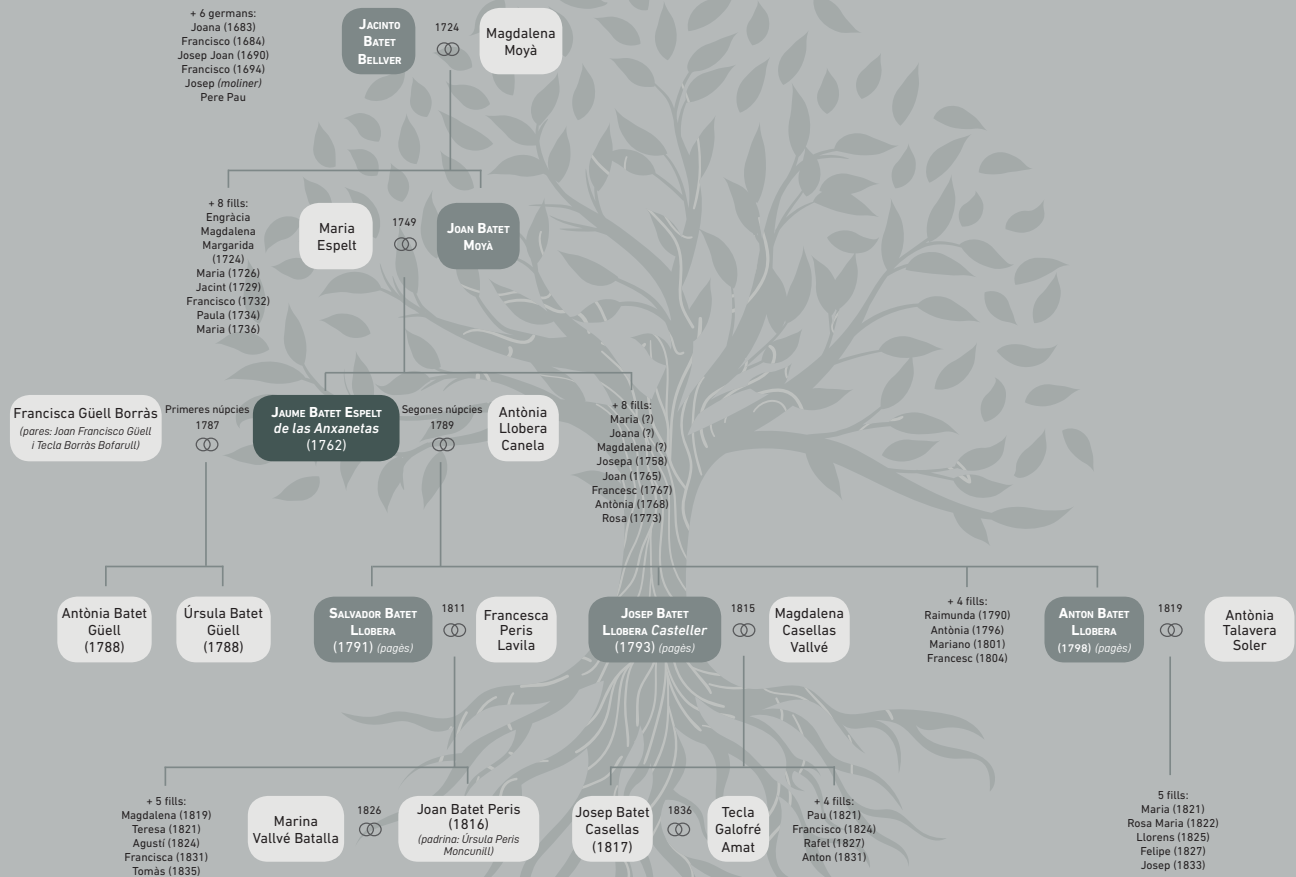 + 6 germans:
Joana (1683)
Francisco (1684)
Josep Joan (1690)
Francisco (1694)
Josep (moliner)
Pere Pau
JACINTO
BATET
BELLVER
1724
Magdalena
Moyà
+ 8 fills:
Engràcia
Magdalena
Margarida
(1724)
Maria (1726)
Jacint (1729)
Francisco (1732)
Paula (1734)
Maria (1736)
Maria
Espelt
1749
JOAN BATET
MOYÀ
Francisca Güell Borràs
(pares: Joan Francisco Güell
i Tecla Borràs Bofarull)
Primeres núpcies
1787
JAUME BATET ESPELT
de las Anxanetas
(1762)
Segones núpcies
1789
Antònia
Llobera
Canela
+ 8 fills:
Maria (?)
Joana (?)
Magdalena (?)
Josepa (1758)
Joan (1765)
Francesc (1767)
Antònia (1768)
Rosa (1773)
Antònia Batet
Güell
(1788)
Úrsula Batet
Güell
(1788)
SALVADOR BATET
LLOBERA
(1791) (pagès)
1811
Francesca
Peris
Lavila
JOSEP BATET
LLOBERA Casteller
(1793) (pagès)
1815
Magdalena
Casellas
Vallvé
+ 4 fills:
Raimunda (1790)
Antònia (1796)
Mariano (1801)
Francesc (1804)
ANTON BATET
LLOBERA
(1798) (pagès)
1819
Antònia
Talavera
Soler
+ 5 fills:
Magdalena (1819)
Teresa (1821)
Agustí (1824)
Francisca (1831)
Tomàs (1835)
Marina
Vallvé Batalla
1826
Joan Batet Peris
(1816)
(padrina: Úrsula Peris
Moncunill)
Josep Batet
Casellas
(1817)
1836
Tecla
Galofré
Amat
+ 4 fills:
Pau (1821)
Francisco (1824)
Rafel (1827)
Anton (1831)
5 fills:
Maria (1821)
Rosa Maria (1822)
Llorens (1825)
Felipe (1827)
Josep (1833)